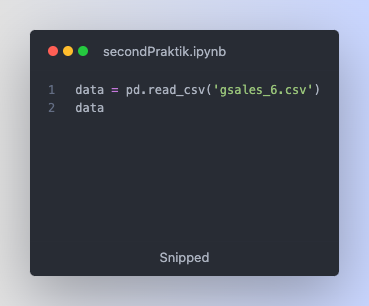 secondPraktik.ipynb
1 data = pd.read_csv('gsales_6.csv')
2 data
Snipped